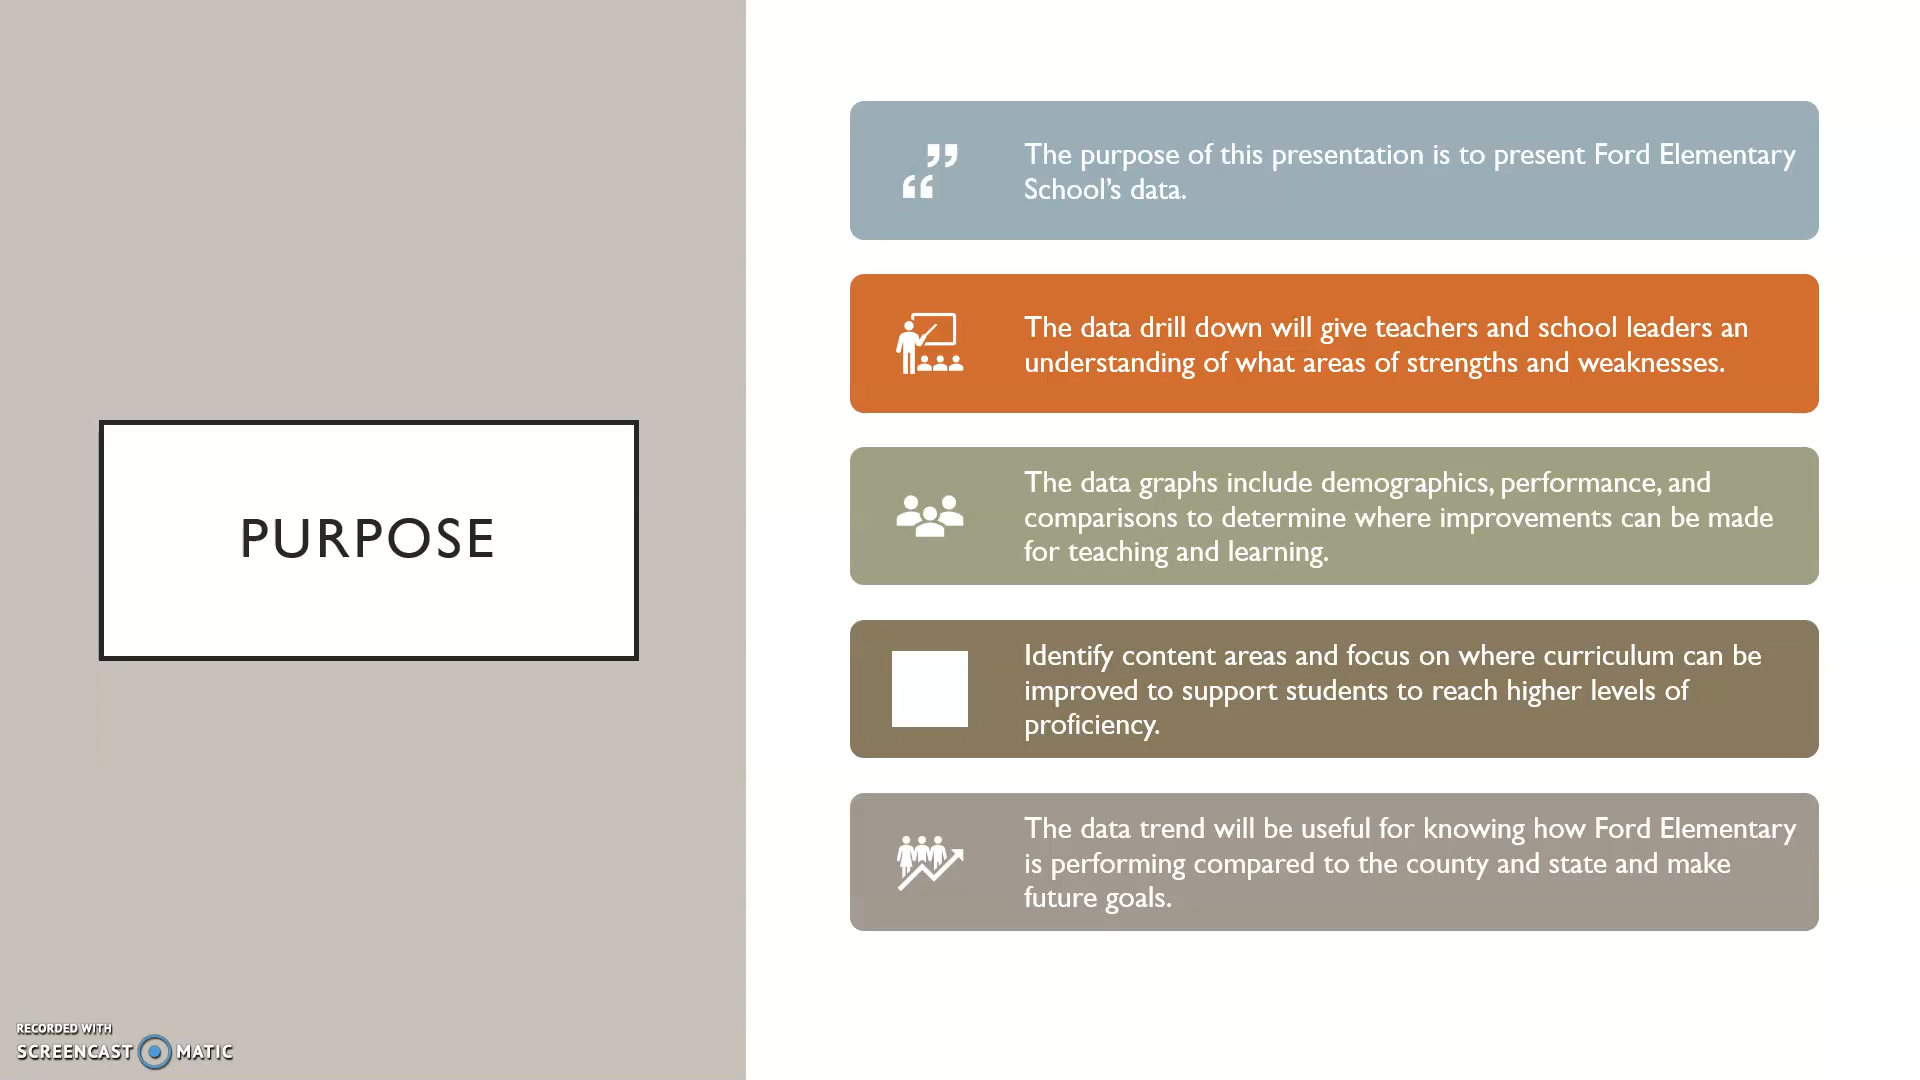 PURPOSE
The purpose of this presentation is to present Ford Elementary
School’s data.
The data drill down will give teachers and school leaders an
understanding of what areas of strengths and weaknesses.
The data graphs include demographics, performance, and
comparisons to determine where improvements can be made
for teaching and learning.
Identify content areas and focus on where curriculum can be
improved to support students to reach higher levels of
proficiency.
The data trend will be useful for knowing how Ford Elementary
is performing compared to the county and state and make
future goals.
RECORDED WITH
SCREENCAST MATIC